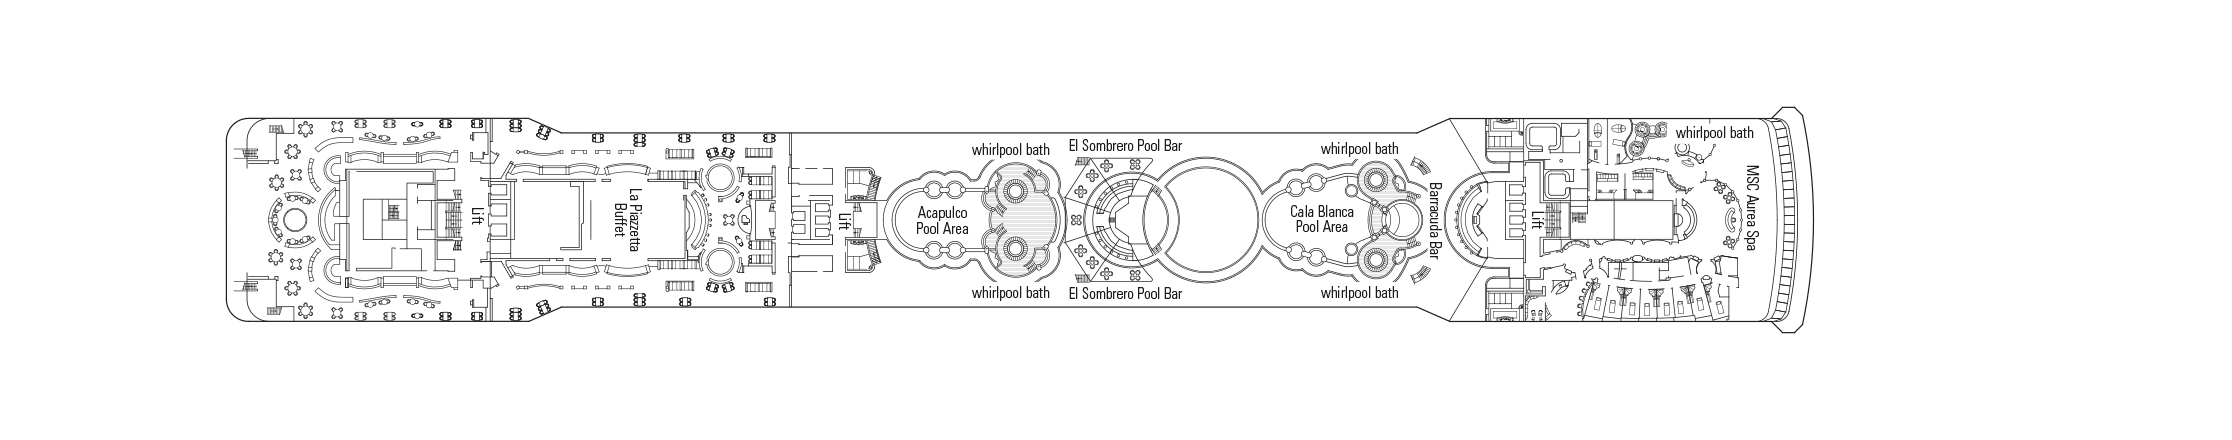 Lift
La Piazzetta
Buffet
Lift
Acapulco
Pool Area
whirlpool bath
whirlpool bath
El Sombrero Pool Bar
El Sombrero Pool Bar
whirlpool bath
Cala Blanca
Pool Area
whirlpool bath
Barracuda Bar
Lift
whirlpool bath
MSC Aurea Spa